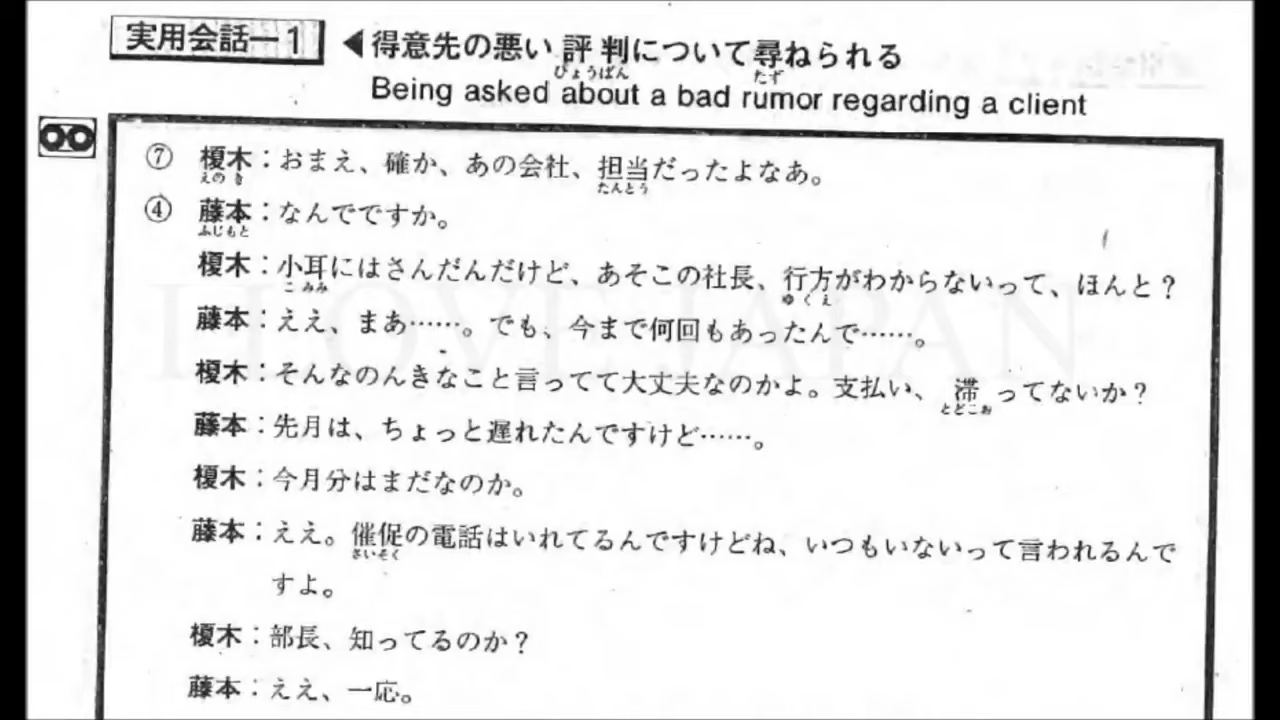 実用会話ー1 ◀得意先の悪い評判について尋ねられる
びょうばん たず
Being asked about a bad rumor regarding a client
⑦ 榎木：おまえ、確か、あの会社、担当だったよなあ。
えのき たんとう
④ 藤本：なんでですか。
ふじもと
榎木：小耳にはさんだんだけど、あそこの社長、行方がわからないって、ほんと？
こみみ ゆくえ
藤本：ええ、まあ……。でも、今まで何回もあったんで……。
榎木：そんなのんきなこと言ってて大丈夫なのかよ。支払い、滞ってないか？
とどこお
藤本：先月は、ちょっと遅れたんですけど……。
榎木：今月分はまだなのか。
藤本：ええ。催促の電話はいれてるんですけどね、いつもいないって言われるんで
さいそく
すよ。
榎木：部長、知ってるのか？
藤本：ええ、一応。
I LOVE JAPAN